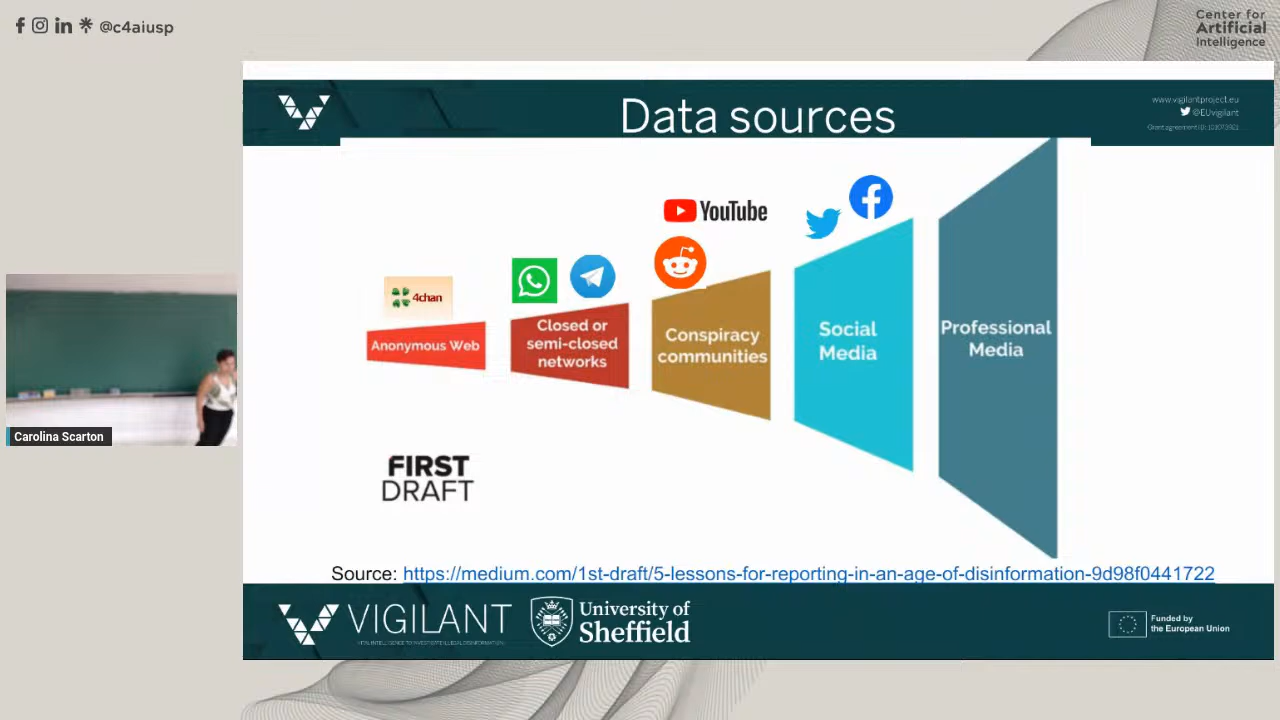 @c4aiusp
Center for
Artificial
Intelligence
Data sources
www.vigilantproject.eu
@EUvigilant
YouTube
4chan
Anonymous Web
Closed or
semi-closed
networks
Conspiracy
communities
Social
Media
Professional
Media
Carolina Scarton
FIRST
DRAFT
Source: https://medium.com/1st-draft/5-lessons-for-reporting-in-an-age-of-disinformation-9d98f0441722
VIGILANT
University of
Sheffield
Funded by
the European Union